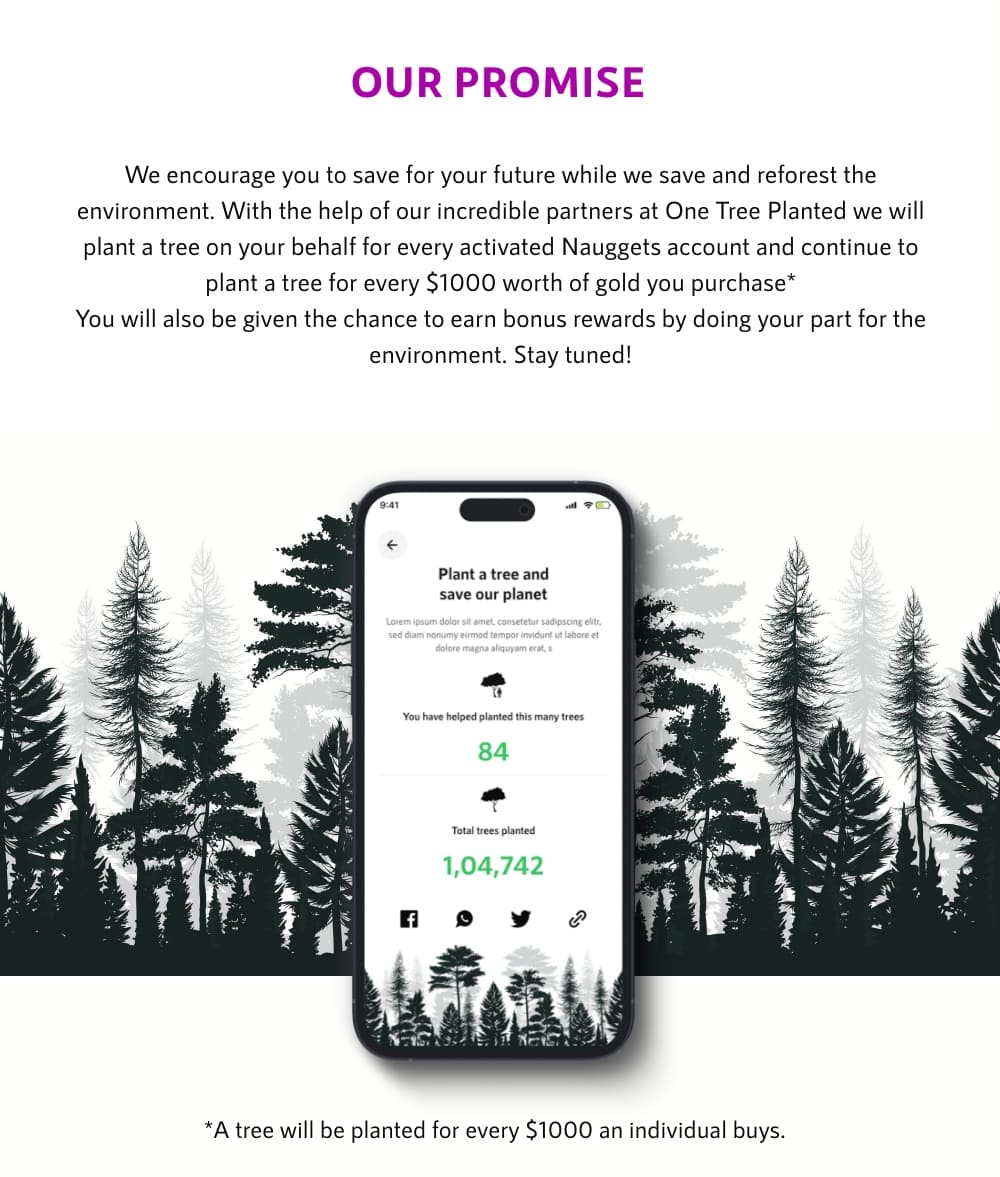 OUR PROMISE
We encourage you to save for your future while we save and reforest the
environment. With the help of our incredible partners at One Tree Planted we will
plant a tree on your behalf for every activated Nauggets account and continue to
plant a tree for every $1000 worth of gold you purchase*
You will also be given the chance to earn bonus rewards by doing your part for the
environment. Stay tuned!
9:41
Plant a tree and
save our planet
Lorem ipsum dolor sit amet, consetetur sadipscing elitr,
sed diam nonumy eirmod tempor invidunt ut labore et
dolore magna aliquyam erat, s
You have helped planted this many trees
84
Total trees planted
1,04,742
*A tree will be planted for every $1000 an individual buys.